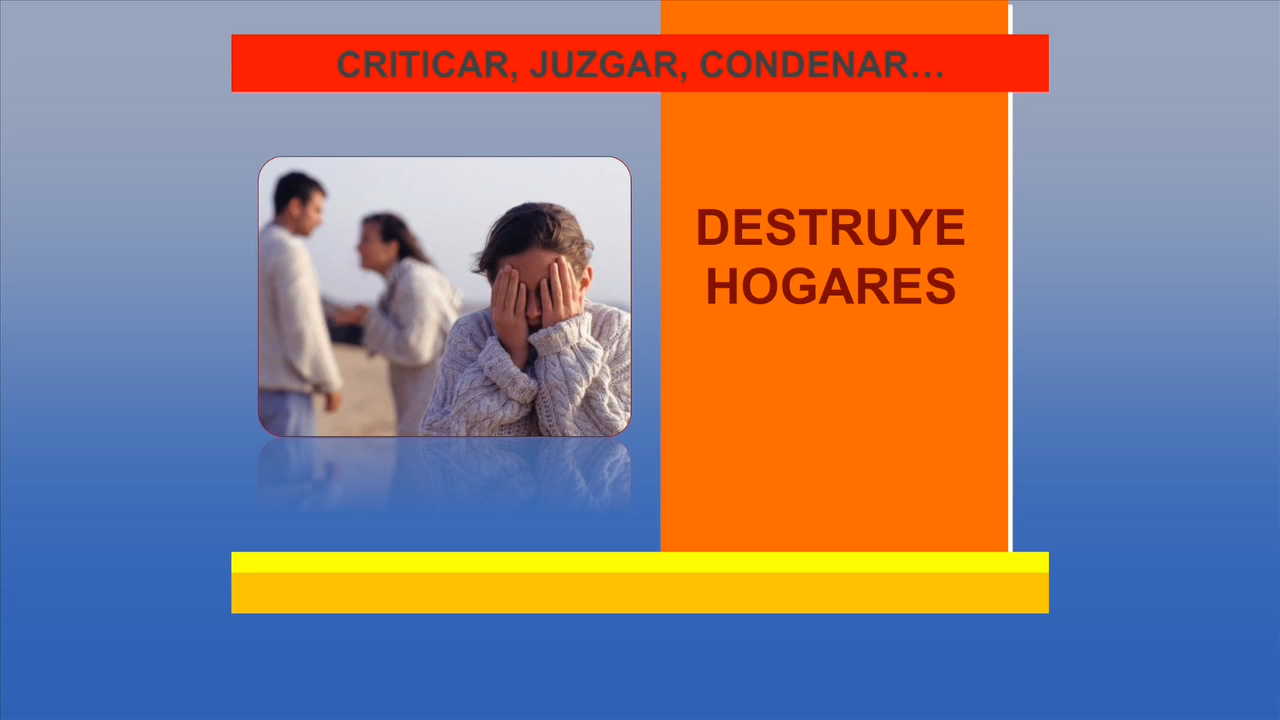 CRITICAR, JUZGAR, CONDENAR…
DESTRUYE
HOGARES